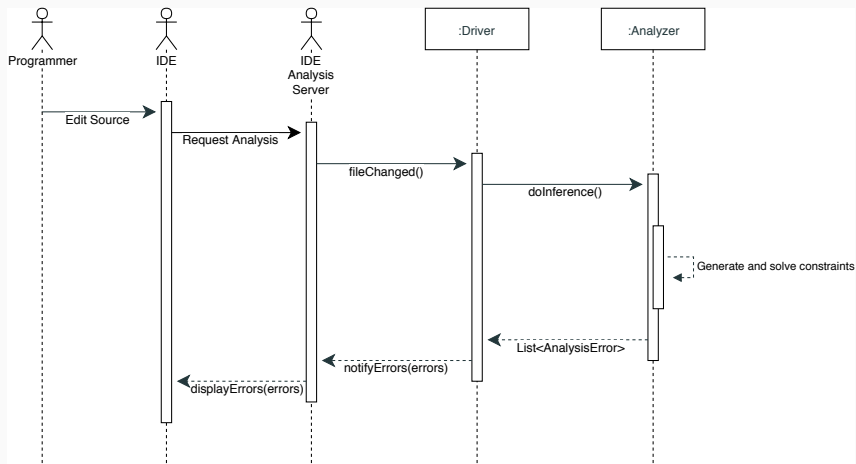 :Driver
:Analyzer
Programmer
IDE
IDE
Analysis
Server
Edit Source
Request Analysis
fileChanged()
doInference()
Generate and solve constraints
List<AnalysisError>
notifyErrors(errors)
displayErrors(errors)